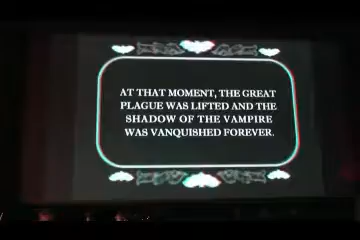 AT THAT MOMENT, THE GREAT
PLAGUE WAS LIFTED AND THE
SHADOW OF THE VAMPIRE
WAS VANQUISHED FOREVER.